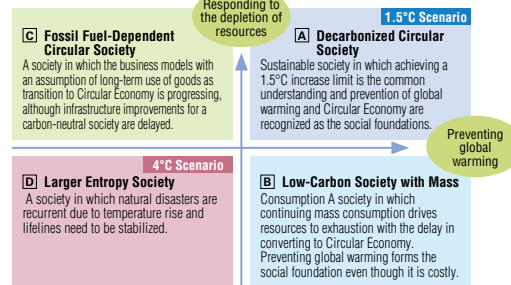 Responding to
the depletion of
resources
1.5°C Scenario
C Fossil Fuel-Dependent
Circular Society
A society in which the business models with
an assumption of long-term use of goods as
transition to Circular Economy is progressing,
although infrastructure improvements for a
carbon-neutral society are delayed.
A Decarbonized Circular
Society
Sustainable society in which achieving a
1.5°C increase limit is the common
understanding and prevention of global
warming and Circular Economy are
recognized as the social foundations.
Preventing
global
warming
4°C Scenario
D Larger Entropy Society
A society in which natural disasters are
recurrent due to temperature rise and
lifelines need to be stabilized.
B Low-Carbon Society with Mass
Consumption A society in which
continuing mass consumption drives
resources to exhaustion with the delay in
converting to Circular Economy.
Preventing global warming forms the
social foundation even though it is costly.